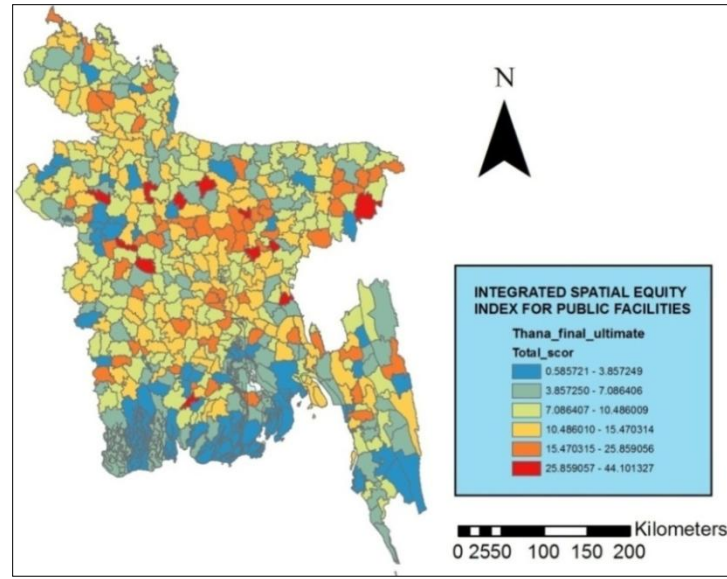 N
INTEGRATED SPATIAL EQUITY
INDEX FOR PUBLIC FACILITIES
Thana_final_ultimate
Total_scor
0.585721 - 3.857249
3.857250 - 7.086406
7.086407 - 10.486009
10.486010 - 15.470314
15.470315 - 25.859056
25.859057 - 44.101327
Kilometers
0 2550 100 150 200